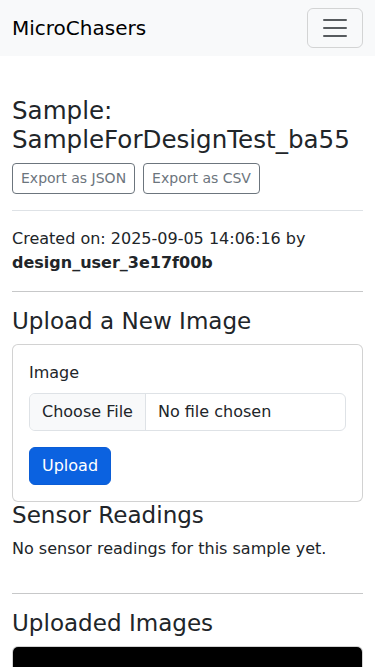 MicroChasers
Sample:
SampleForDesignTest_ba55
Export as JSON
Export as CSV
Created on: 2025-09-05 14:06:16 by
design_user_3e17f00b
Upload a New Image
Image
Choose File
No file chosen
Upload
Sensor Readings
No sensor readings for this sample yet.
Uploaded Images